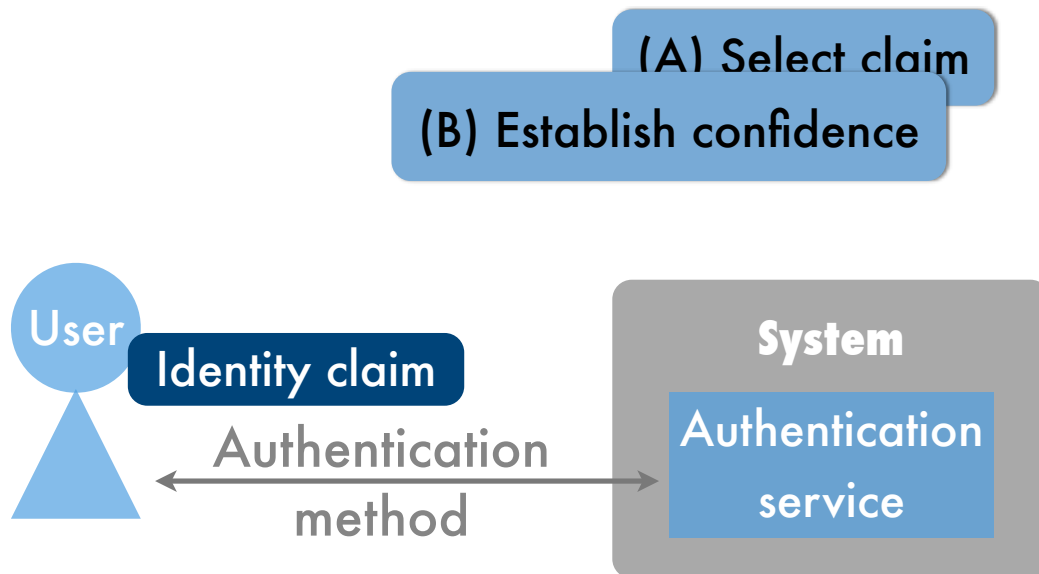 (A) Select claim
(B) Establish confidence
User
Identity claim
System
Authentication
method
Authentication
service